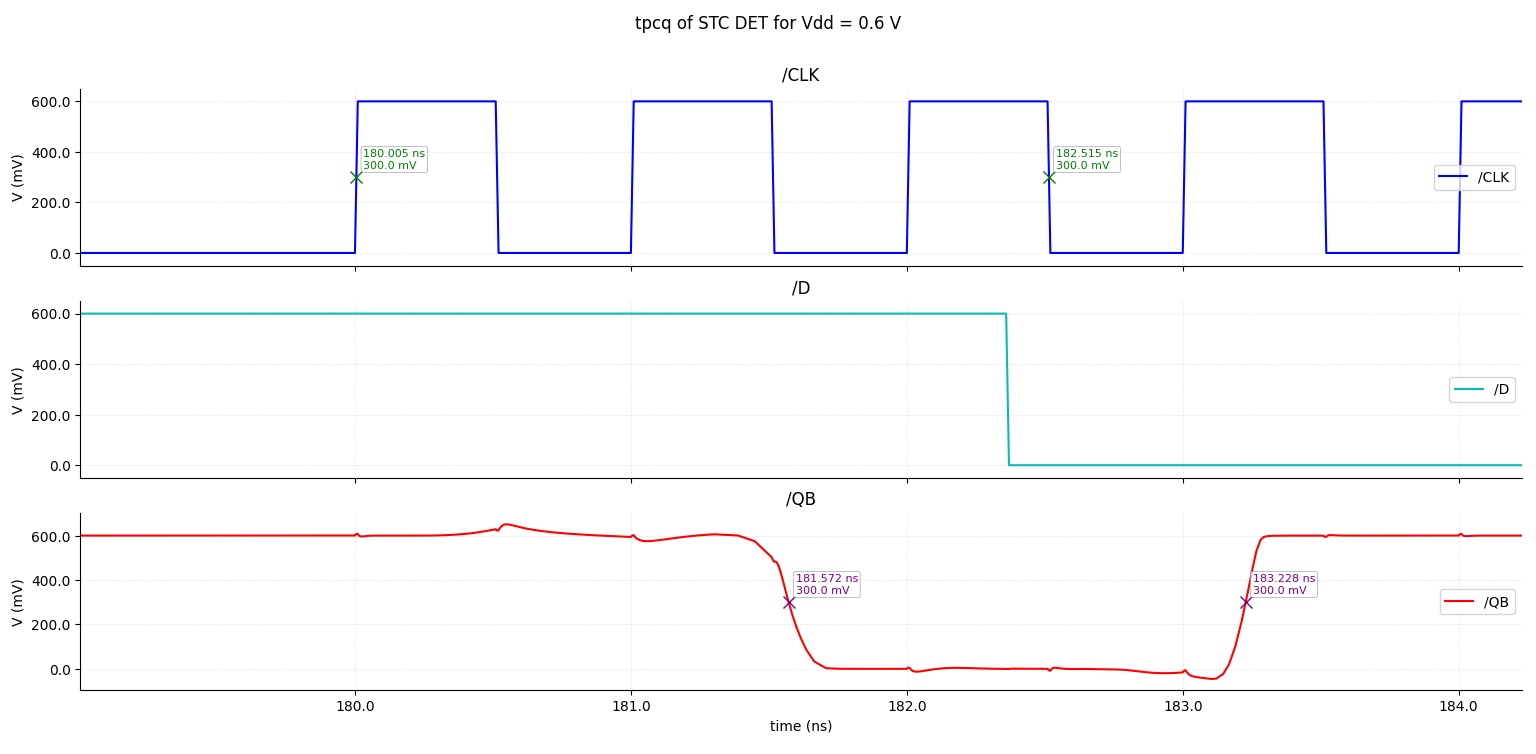 tpcq of STC DET for Vdd = 0.6 V
/CLK
600.0
400.0
200.0
0.0
V (mV)
180.005 ns
300.0 mV
182.515 ns
300.0 mV
/CLK
/D
600.0
400.0
200.0
0.0
V (mV)
/D
/QB
600.0
400.0
200.0
0.0
V (mV)
181.572 ns
300.0 mV
183.228 ns
300.0 mV
/QB
180.0 181.0 182.0 183.0 184.0
time (ns)